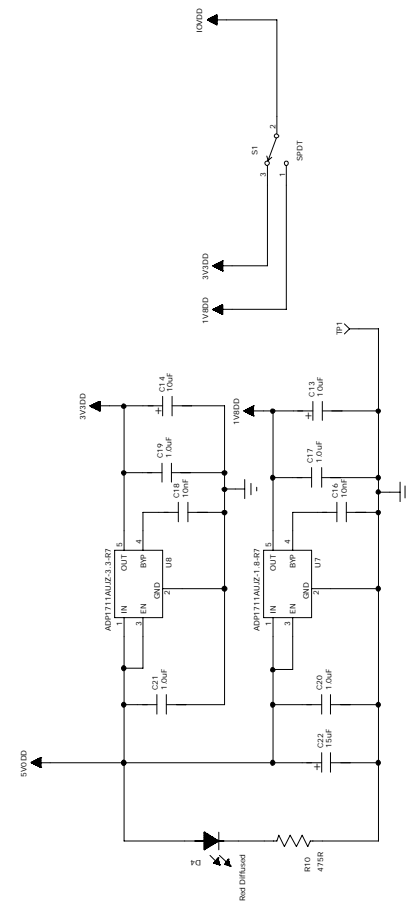 5V0DD
D4
Red Diffused
R10
475R
C21
1.0uF
C22
15uF
C20
1.0uF
ADP1711AUJZ-3.3-R7
1
IN
OUT
5
3
EN
BYP
4
GND
2
U8
C18
10nF
C19
1.0uF
C14
10uF
3V3DD
ADP1711AUJZ-1.8-R7
1
IN
OUT
5
3
EN
BYP
4
GND
2
U7
C16
10nF
C17
1.0uF
C13
10uF
1V8DD
TP1
3V3DD
1V8DD
S1
3
1
2
SPDT
IOVDD